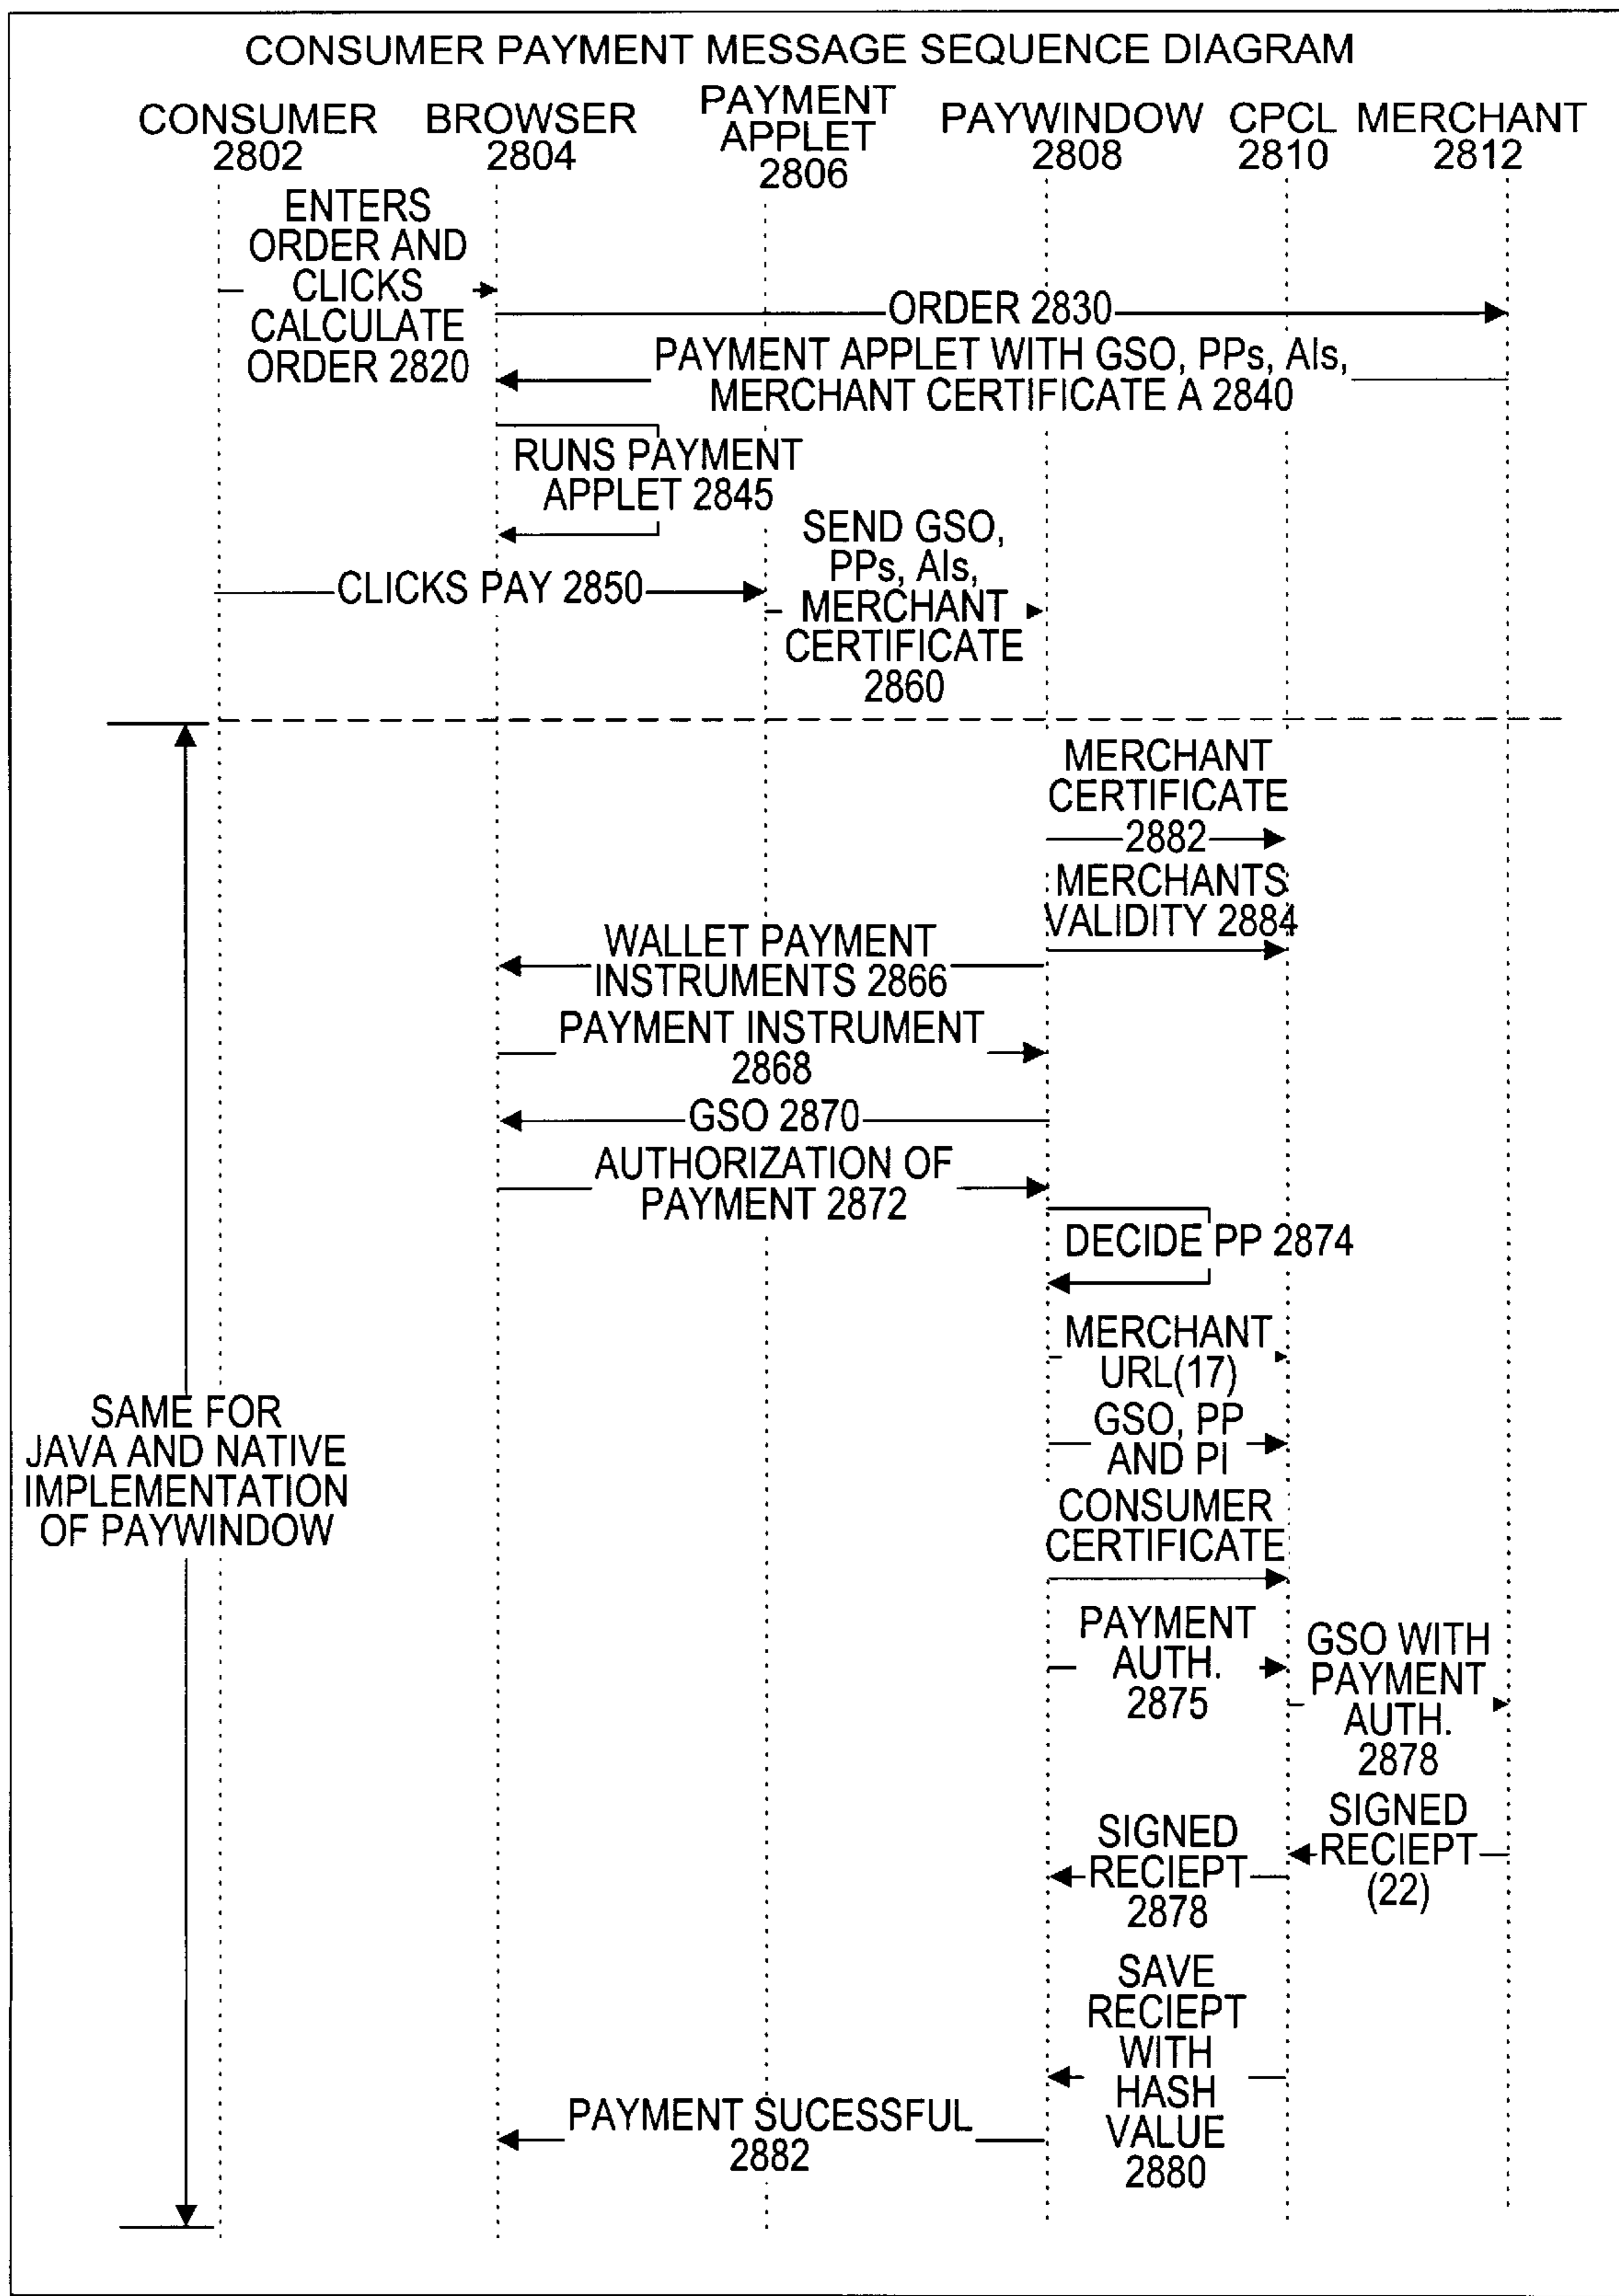 CONSUMER PAYMENT MESSAGE SEQUENCE DIAGRAM
CONSUMER
2802
BROWSER
2804
PAYMENT
APPLET
2806
PAYWINDOW
2808
CPCL
2810
MERCHANT
2812
ENTERS
ORDER AND
CLICKS
CALCULATE
ORDER 2820
ORDER 2830
PAYMENT APPLET WITH GSO, PPs, AIs,
MERCHANT CERTIFICATE A 2840
RUNS PAYMENT
APPLET 2845
CLICKS PAY 2850
SEND GSO,
PPs, AIs,
MERCHANT
CERTIFICATE
2860
MERCHANT
CERTIFICATE
2882
MERCHANTS
VALIDITY 2884
WALLET PAYMENT
INSTRUMENTS 2866
PAYMENT INSTRUMENT
2868
GSO 2870
AUTHORIZATION OF
PAYMENT 2872
DECIDE PP 2874
MERCHANT
URL(17)
GSO, PP
AND PI
SAME FOR
JAVA AND NATIVE
IMPLEMENTATION
OF PAYWINDOW
CONSUMER
CERTIFICATE
PAYMENT
AUTH.
2875
GSO WITH
PAYMENT
AUTH.
2878
SIGNED
RECIEPT
(22)
SIGNED
RECIEPT
2878
SAVE
RECIEPT
WITH
HASH
VALUE
2880
PAYMENT SUCESSFUL
2882